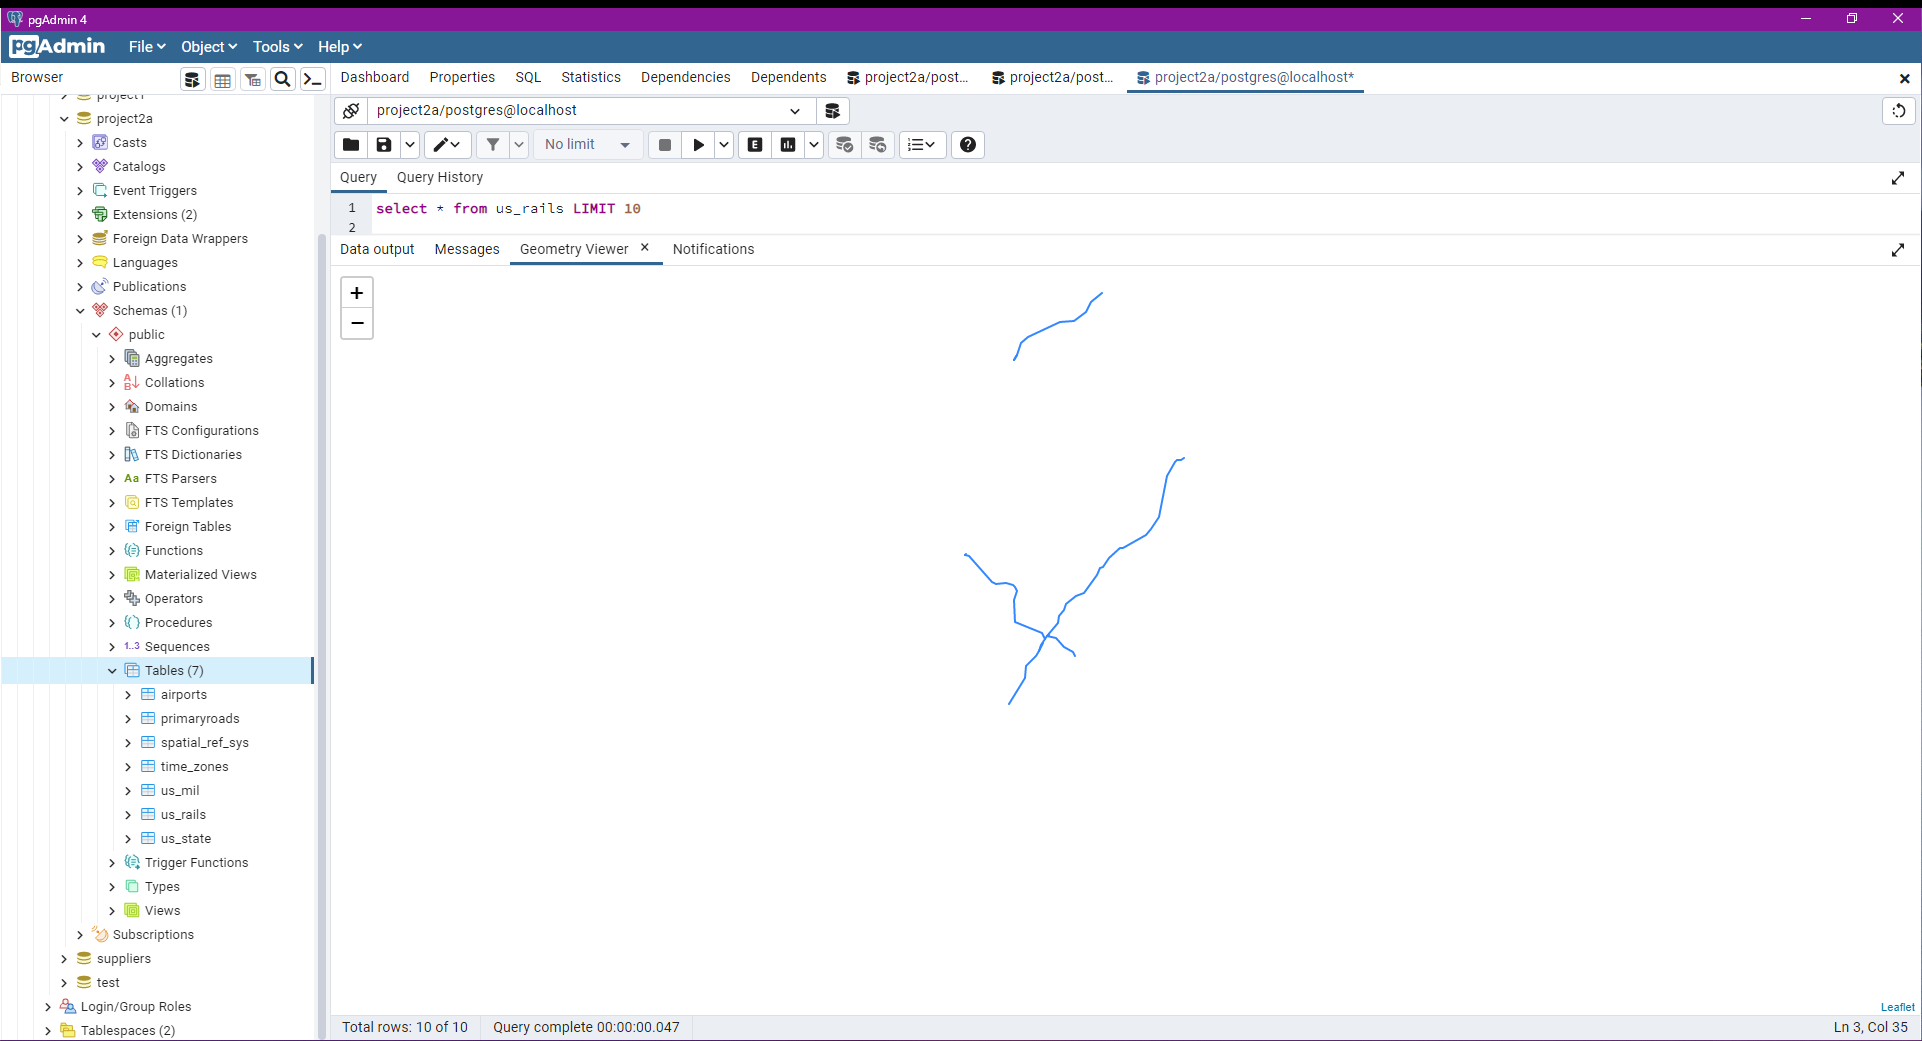 pgAdmin 4
pgAdmin File Object Tools Help
Browser
Dashboard Properties SQL Statistics Dependencies Dependents project2a/post... project2a/post... project2a/postgres@localhost*
project2a/postgres@localhost
No limit
E
Query Query History
1 select * from us_rails LIMIT 10
2
Data output Messages Geometry Viewer Notifications
+
−
project1
project2a
Casts
Catalogs
Event Triggers
Extensions (2)
Foreign Data Wrappers
Languages
Publications
Schemas (1)
public
Aggregates
Collations
Domains
FTS Configurations
FTS Dictionaries
Aa FTS Parsers
FTS Templates
Foreign Tables
Functions
Materialized Views
Operators
Procedures
1..3 Sequences
Tables (7)
airports
primaryroads
spatial_ref_sys
time_zones
us_mil
us_rails
us_state
Trigger Functions
Types
Views
Subscriptions
suppliers
test
Login/Group Roles
Tablespaces (2)
Leaflet
Total rows: 10 of 10 Query complete 00:00:00.047 Ln 3, Col 35